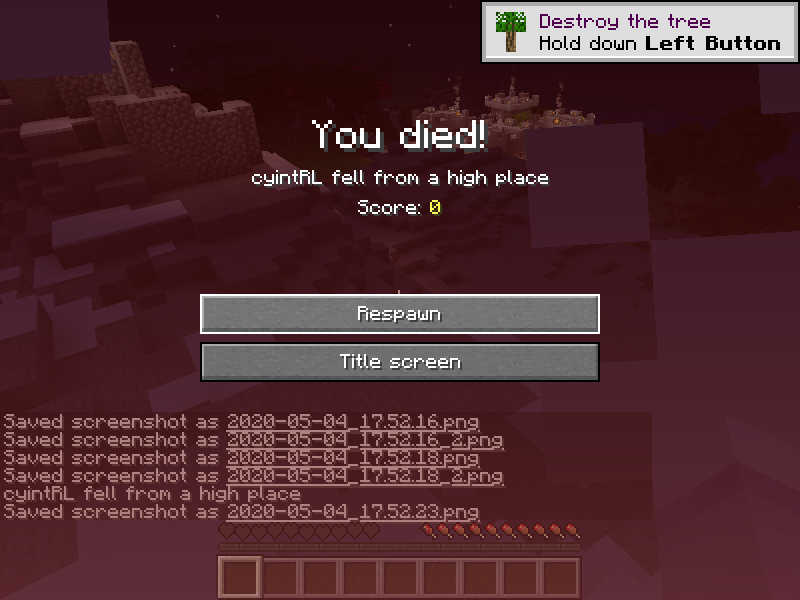 Destroy the tree
Hold down Left Button
You died!
cyintRL fell from a high place
Score: 0
Respawn
Title screen
Saved screenshot as 2020-05-04_17.52.16.png
Saved screenshot as 2020-05-04_17.52.16_2.png
Saved screenshot as 2020-05-04_17.52.18.png
Saved screenshot as 2020-05-04_17.52.18_2.png
cyintRL fell from a high place
Saved screenshot as 2020-05-04_17.52.23.png